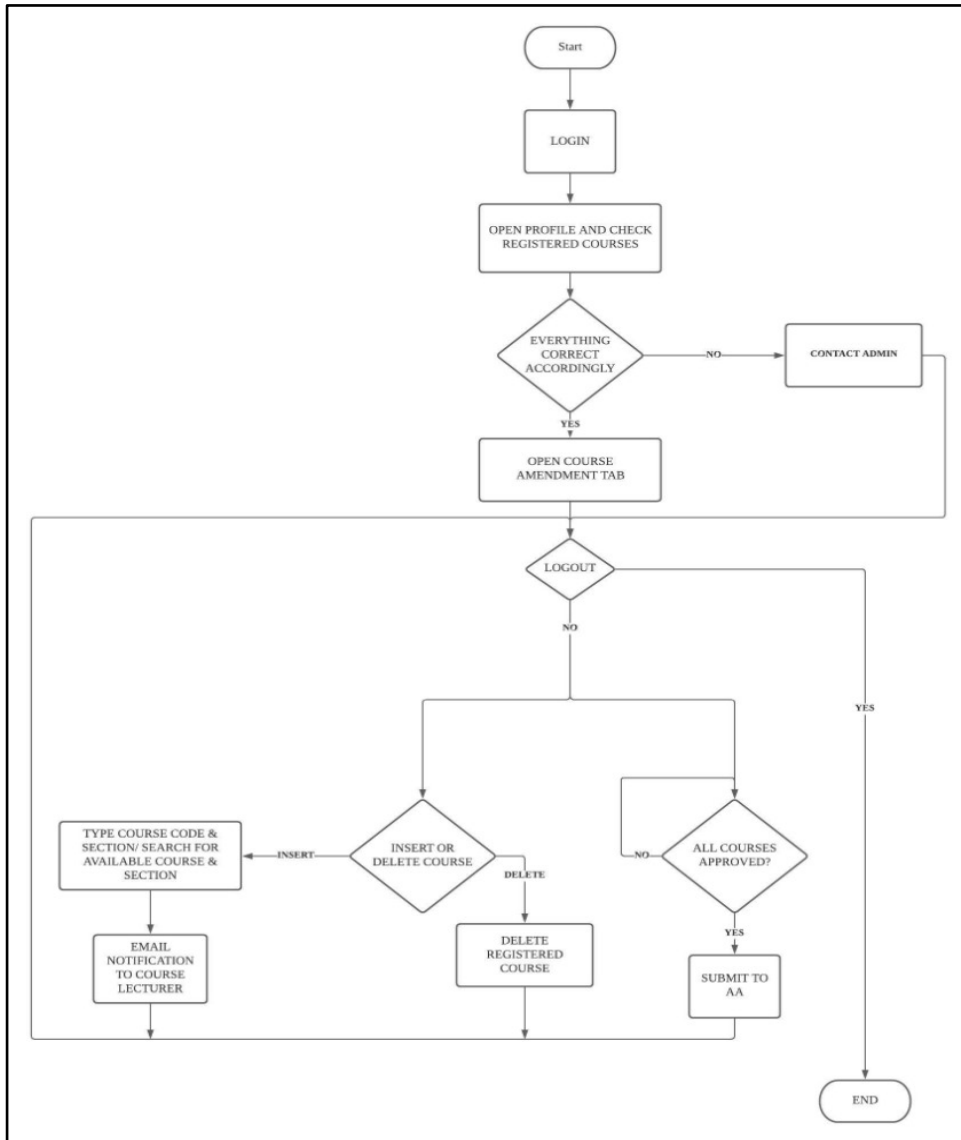 Start
LOGIN
OPEN PROFILE AND CHECK
REGISTERED COURSES
EVERYTHING
CORRECT
ACCORDINGLY
NO
CONTACT ADMIN
YES
OPEN COURSE
AMENDMENT TAB
LOGOUT
NO
YES
TYPE COURSE CODE &
SECTION/ SEARCH FOR
AVAILABLE COURSE &
SECTION
INSERT
INSERT OR
DELETE COURSE
DELETE
NO
ALL COURSES
APPROVED?
YES
EMAIL
NOTIFICATION
TO COURSE
LECTURER
DELETE
REGISTERED
COURSE
SUBMIT TO
AA
END